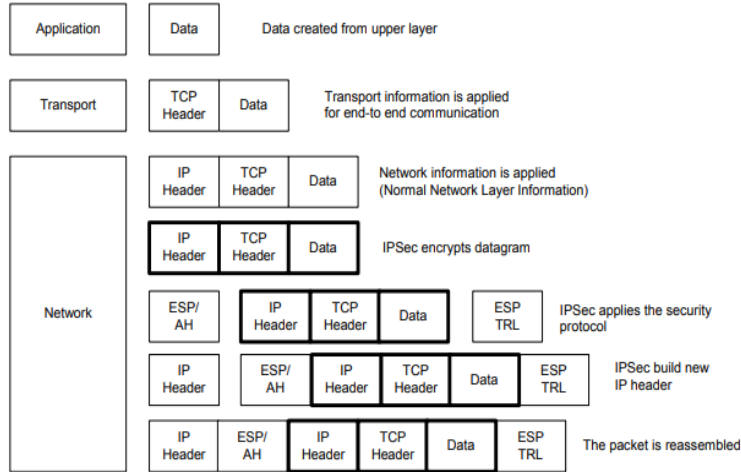 Application
Data
Data created from upper layer
Transport
TCP
Header
Data
Transport information is applied
for end-to end communication
Network
IP
Header
TCP
Header
Data
Network information is applied
(Normal Network Layer Information)
IP
Header
TCP
Header
Data
IPSec encrypts datagram
ESP/
AH
IP
Header
TCP
Header
Data
ESP
TRL
IPSec applies the security
protocol
IP
Header
ESP/
AH
IP
Header
TCP
Header
Data
ESP
TRL
IPSec build new
IP header
IP
Header
ESP/
AH
IP
Header
TCP
Header
Data
ESP
TRL
The packet is reassembled